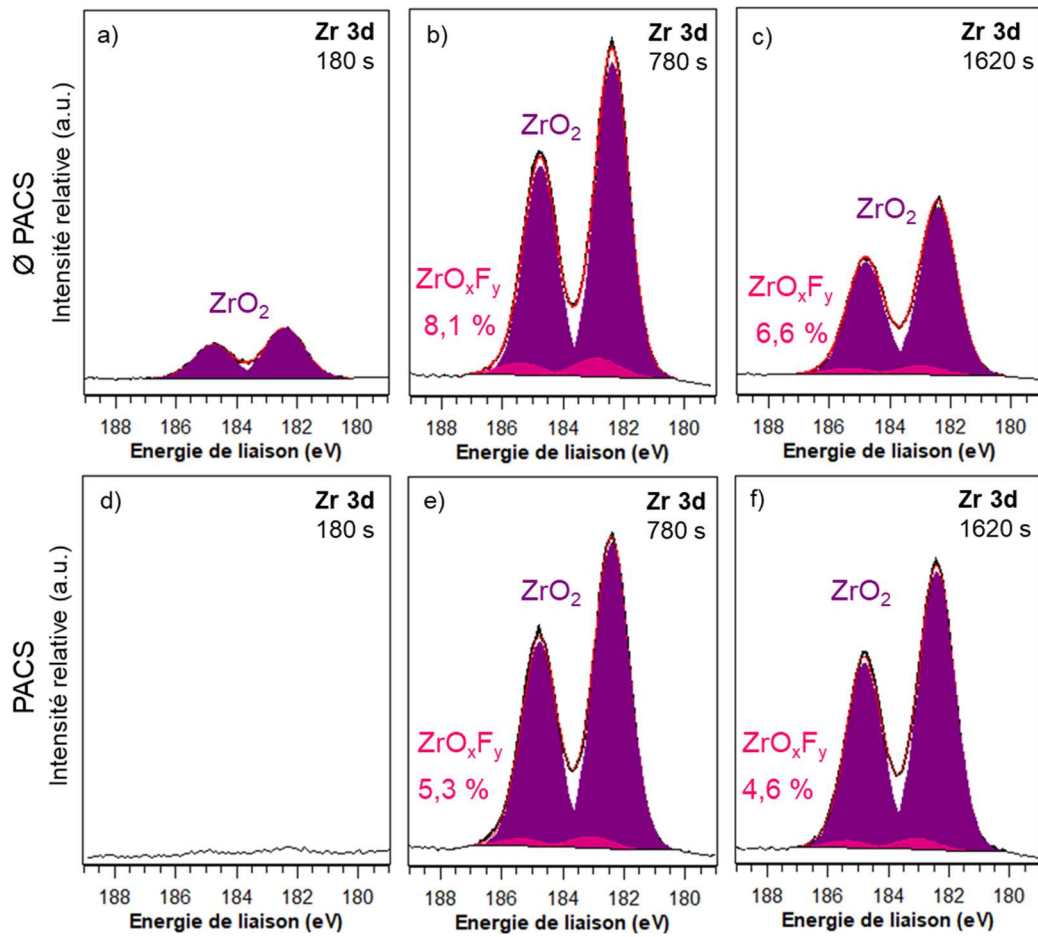 Ø PACS
Intensité relative (a.u.)
a)
Zr 3d
180 s
ZrO₂
188 186 184 182 180
Energie de liaison (eV)
b)
Zr 3d
780 s
ZrO₂
ZrOₓFᵧ
8,1 %
188 186 184 182 180
Energie de liaison (eV)
c)
Zr 3d
1620 s
ZrO₂
ZrOₓFᵧ
6,6 %
188 186 184 182 180
Energie de liaison (eV)
PACS
Intensité relative (a.u.)
d)
Zr 3d
180 s
188 186 184 182 180
Energie de liaison (eV)
e)
Zr 3d
780 s
ZrO₂
ZrOₓFᵧ
5,3 %
188 186 184 182 180
Energie de liaison (eV)
f)
Zr 3d
1620 s
ZrO₂
ZrOₓFᵧ
4,6 %
188 186 184 182 180
Energie de liaison (eV)